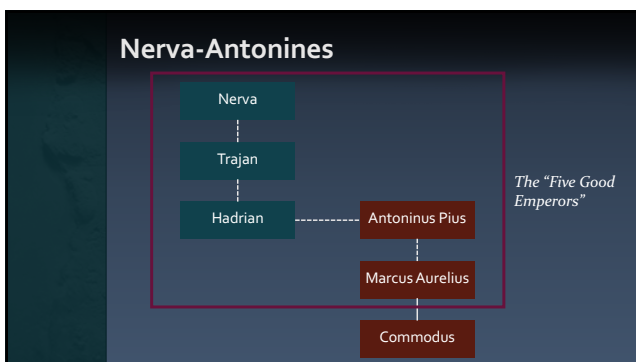 Nerva-Antonines
Nerva
Trajan
Hadrian
Antoninus Pius
Marcus Aurelius
Commodus
The “Five Good
Emperors”